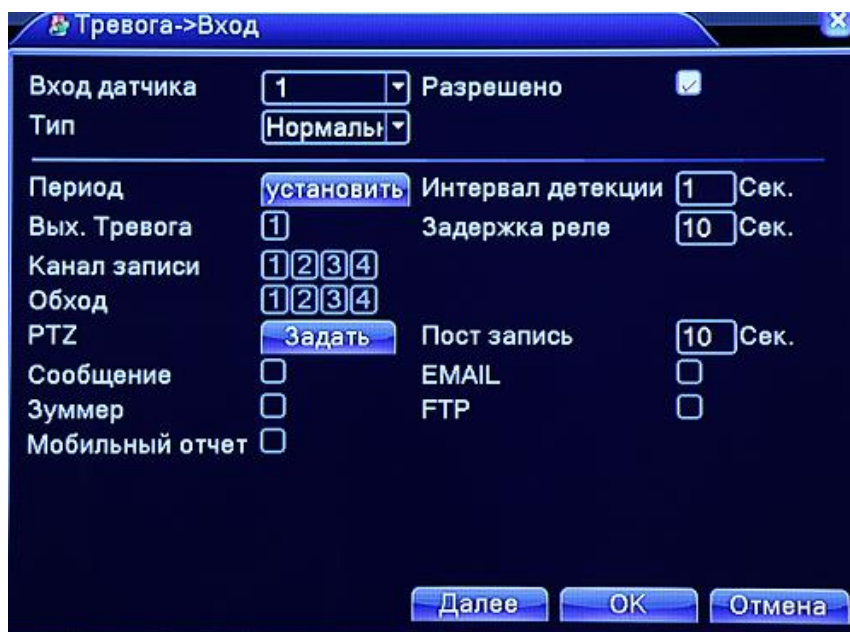 Тревога->Вход
Вход датчика 1 Разрешено
Тип Нормальн
Период установить Интервал детекции 1 Сек.
Вых. Тревога 1 Задержка реле 10 Сек.
Канал записи 1 2 3 4
Обход 1 2 3 4
PTZ Задать Пост запись 10 Сек.
Сообщение EMAIL
Зуммер FTP
Мобильный отчет
Далее OK Отмена